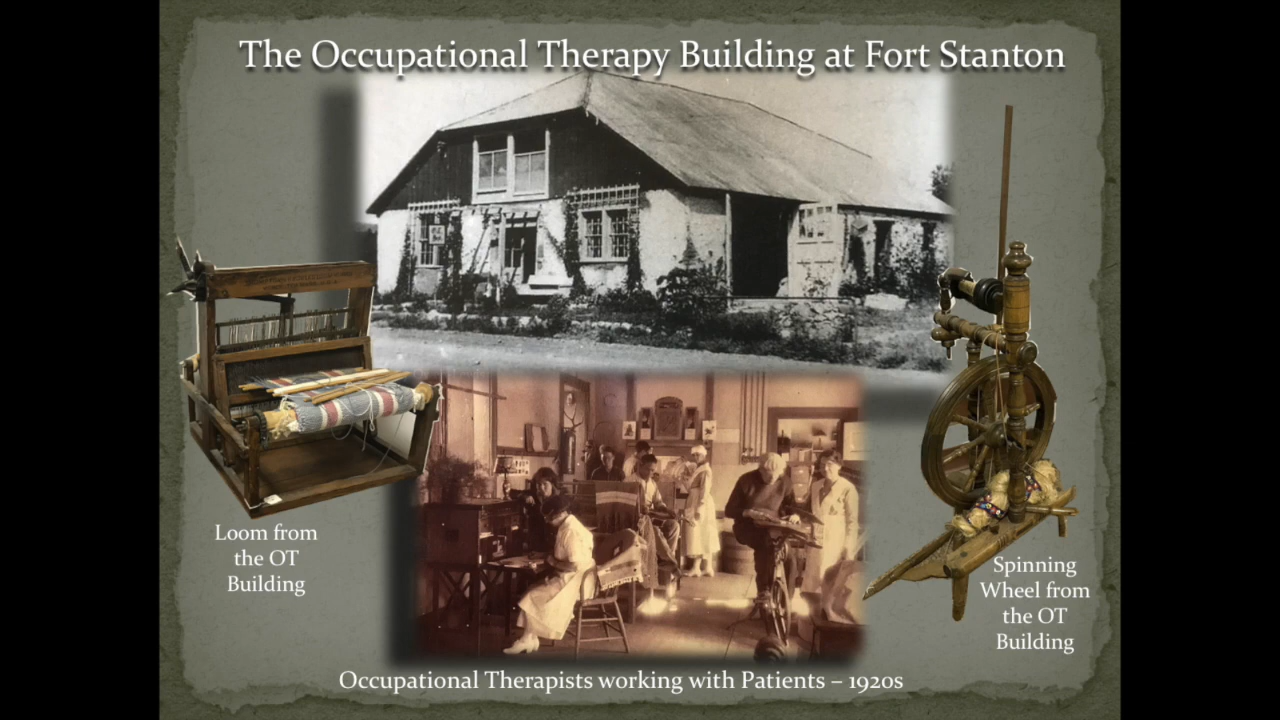 The Occupational Therapy Building at Fort Stanton
Loom from
the OT
Building
Spinning
Wheel from
the OT
Building
Occupational Therapists working with Patients – 1920s